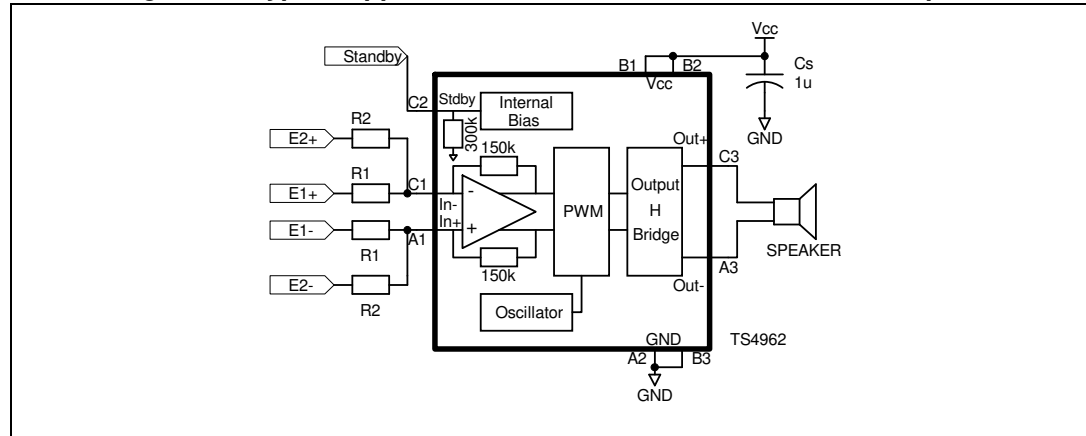 Vcc
Standby
B1
B2
Vcc
Cs
1u
C2
Stdby
Internal
Bias
300k
GND
R2
E2+
150k
Out+
C3
R1
E1+
C1
In-
-
PWM
Output
H
Bridge
E1-
In+
+
A1
R1
150k
SPEAKER
A3
E2-
R2
Out-
Oscillator
GND
TS4962
A2
B3
GND